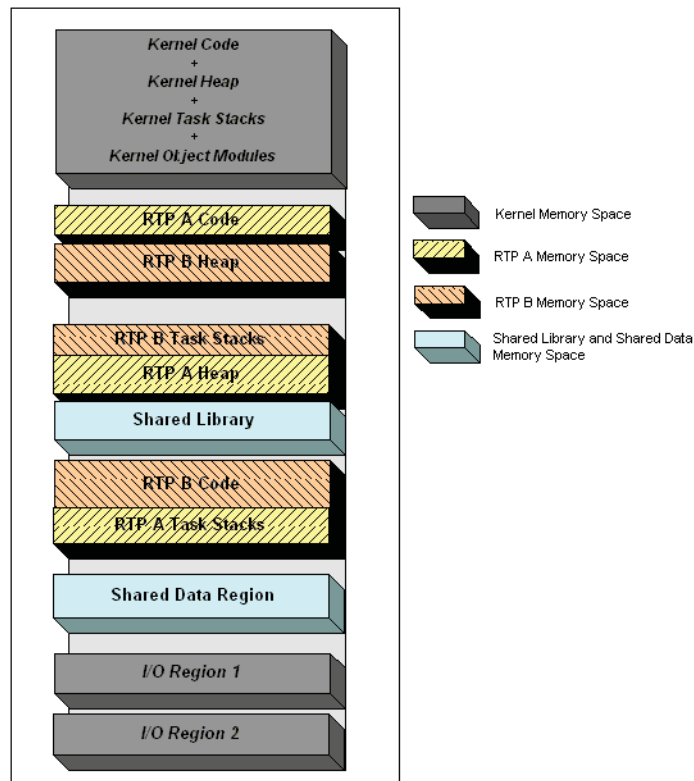 Kernel Code
+
Kernel Heap
+
Kernel Task Stacks
+
Kernel Object Modules
RTP A Code
RTP B Heap
RTP B Task Stacks
RTP A Heap
Shared Library
RTP B Code
RTP A Task Stacks
Shared Data Region
I/O Region 1
I/O Region 2
Kernel Memory Space
RTP A Memory Space
RTP B Memory Space
Shared Library and Shared Data
Memory Space